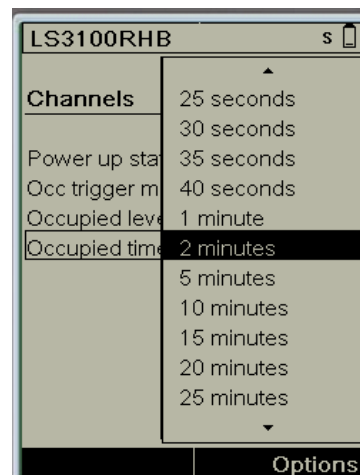 LS3100RHB S
Channels
Power up sta
Occ trigger m
Occupied leve
Occupied time
25 seconds
30 seconds
35 seconds
40 seconds
1 minute
2 minutes
5 minutes
10 minutes
15 minutes
20 minutes
25 minutes
Options